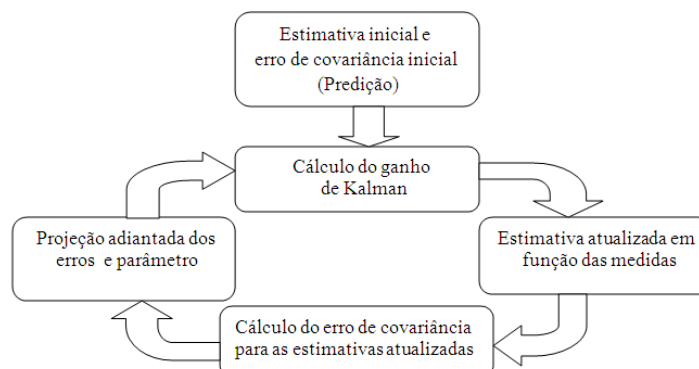 Estimativa inicial e
erro de covariância inicial
(Predição)
Cálculo do ganho
de Kalman
Projeção adiantada dos
erros e parâmetro
Estimativa atualizada em
função das medidas
Cálculo do erro de covariância
para as estimativas atualizadas